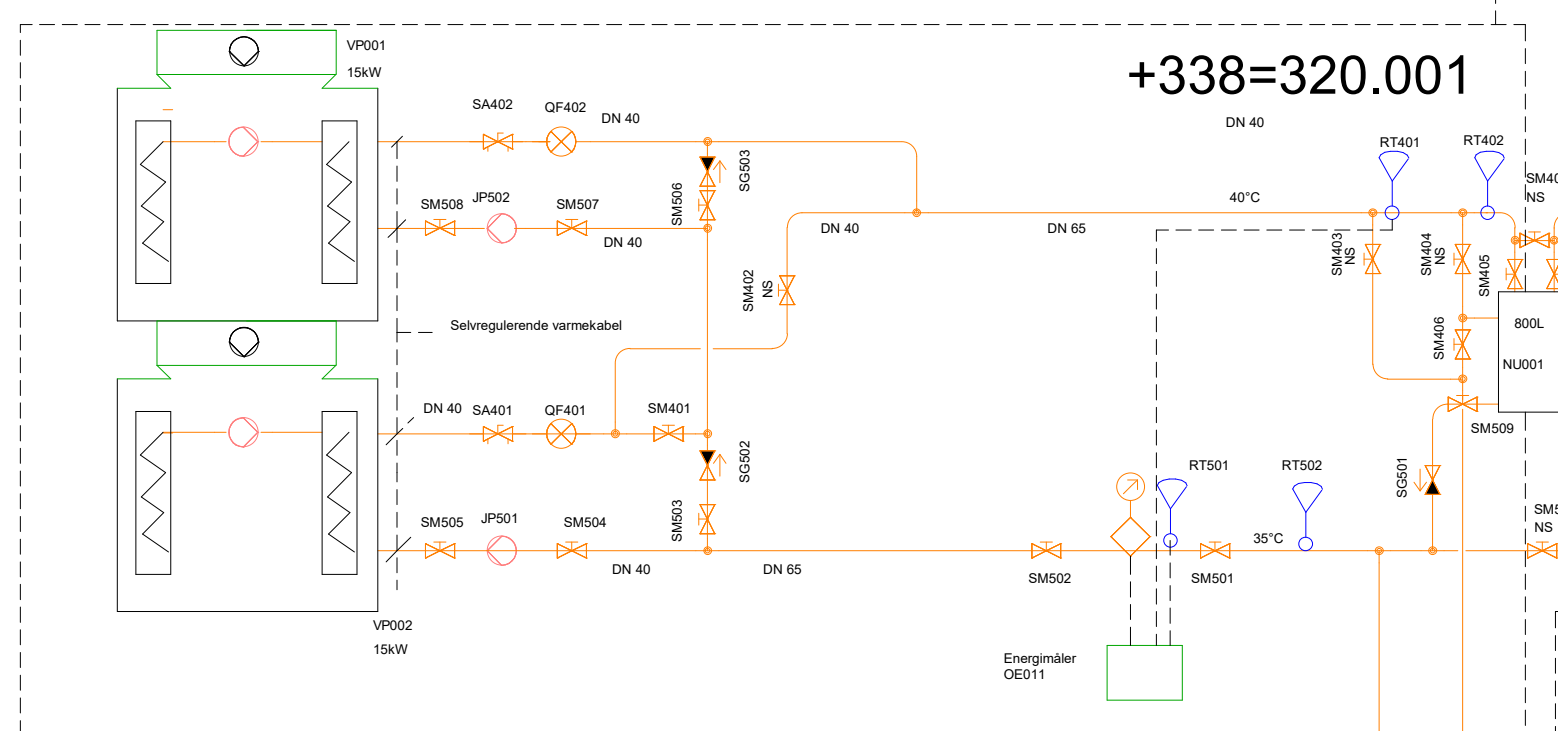 VP001
15kW
+338=320.001
SA402
QF402
DN 40
DN 40
RT401
RT402
SG503
SM506
SM508
JP502
SM507
DN 40
DN 40
DN 65
40°C
SM403
NS
SM404
NS
SM405
NS
SM402
NS
Selvregulerende varmekabel
SM406
800L
NU001
DN 40
SA401
QF401
SM401
SM509
SG502
SG501
RT501
RT502
SM503
SM505
JP501
SM504
DN 40
DN 65
SM502
SM501
35°C
NS
VP002
15kW
Energimåler
OE011